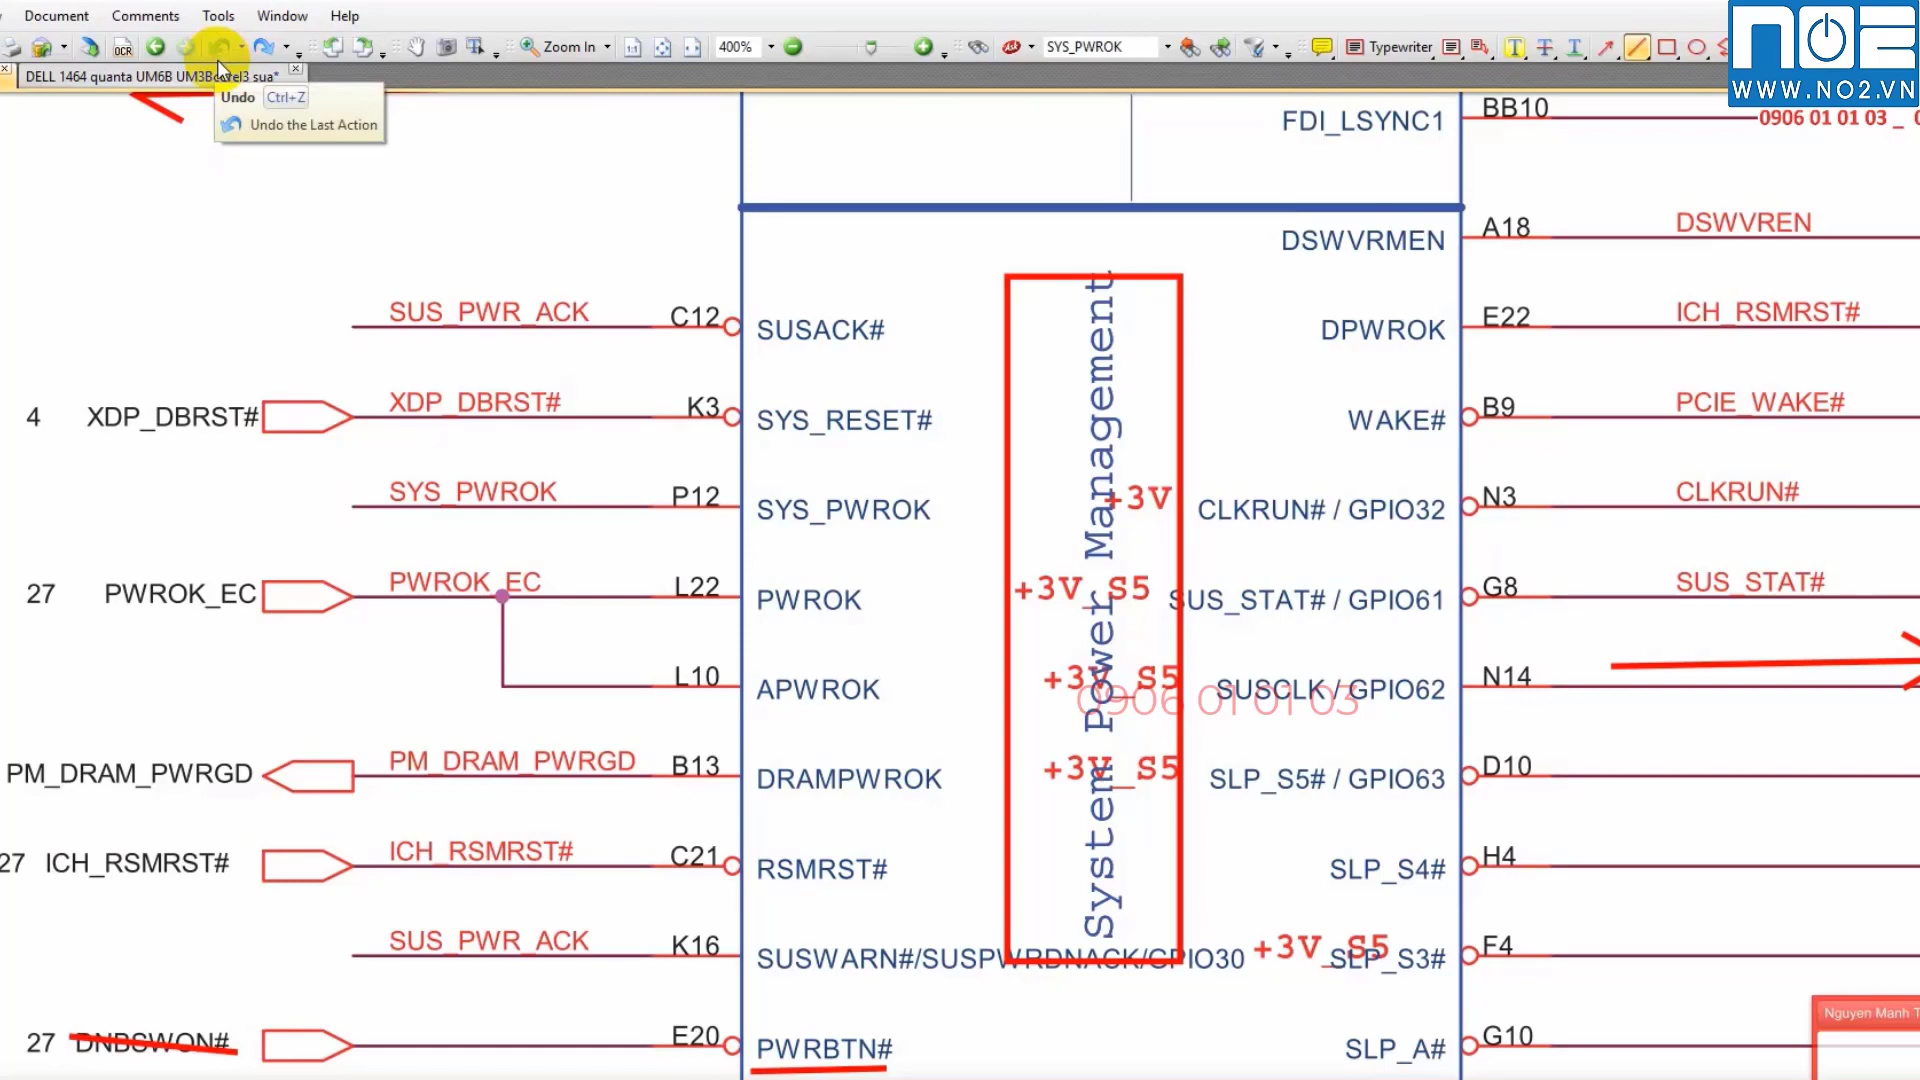 Document Comments Tools Window Help
OCR Zoom In 400% SYS_PWROK Typewriter
DELL 1464 quanta UM6B UM3B
sua*
Undo Ctrl+Z
Undo the Last Action
NO2
WWW.NO2.VN
FDI_LSYNC1 BB10
0906 01 01 03 _
DSWVRMEN A18 DSWVREN
SUS_PWR_ACK C12 SUSACK# DPWROK E22 ICH_RSMRST#
4 XDP_DBRST# XDP_DBRST# K3 SYS_RESET# WAKE# B9 PCIE_WAKE#
SYS_PWROK P12 SYS_PWROK +3V CLKRUN# / GPIO32 N3 CLKRUN#
27 PWROK_EC PWROK_EC L22 PWROK +3V_S5 SUS_STAT# / GPIO61 G8 SUS_STAT#
L10 APWROK +3V_S5 SUSCLK / GPIO62 N14
0906 01 01 03
PM_DRAM_PWRGD PM_DRAM_PWRGD B13 DRAMPWROK +3V_S5 SLP_S5# / GPIO63 D10
27 ICH_RSMRST# ICH_RSMRST# C21 RSMRST# SLP_S4# H4
SUS_PWR_ACK K16 SUSWARN#/SUSPWRDNACK/GPIO30 +3V_S5 SLP_S3# F4
27 DNBSWON# E20 PWRBTN# SLP_A# G10
System Power Management
Nguyen Manh T